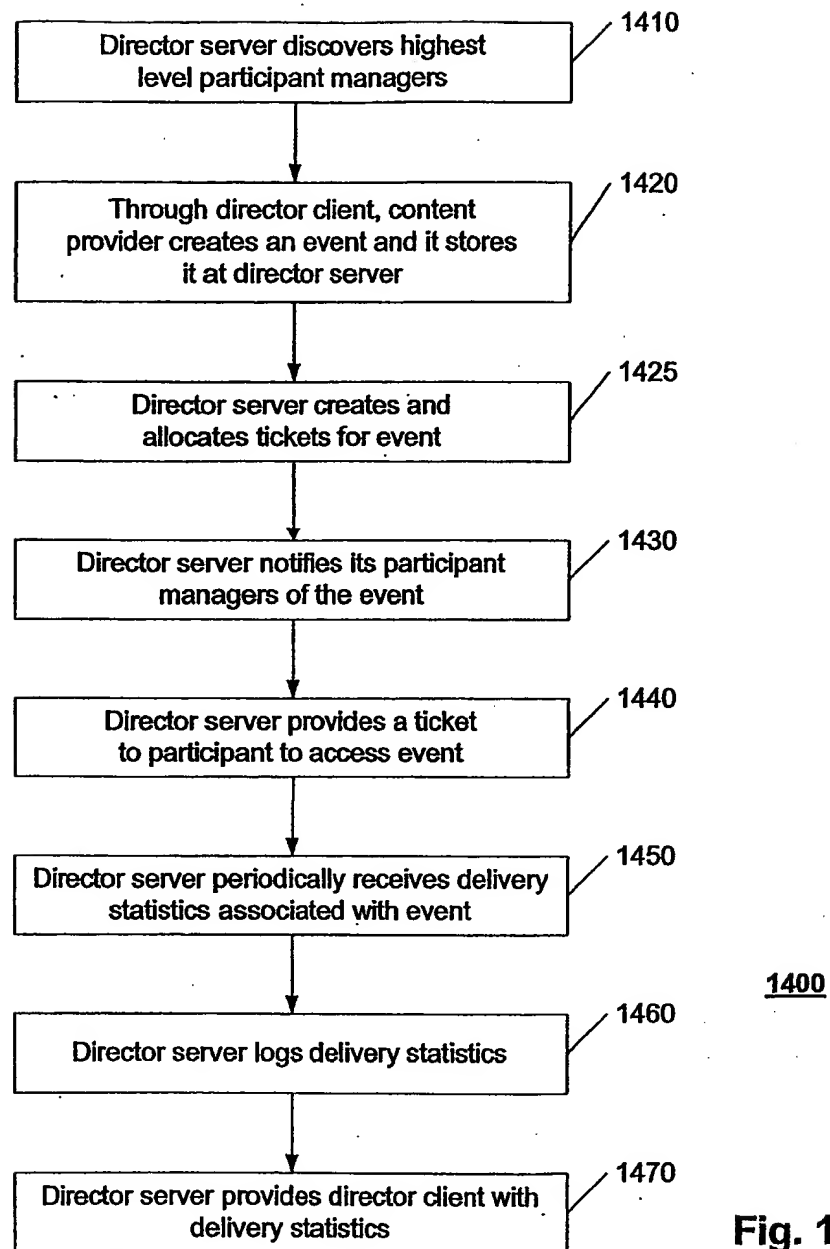 1410
Director server discovers highest
level participant managers
1420
Through director client, content
provider creates an event and it stores
it at director server
1425
Director server creates and
allocates tickets for event
1430
Director server notifies its participant
managers of the event
1440
Director server provides a ticket
to participant to access event
1450
Director server periodically receives delivery
statistics associated with event
1400
1460
Director server logs delivery statistics
1470
Director server provides director client with
delivery statistics
Fig. 1